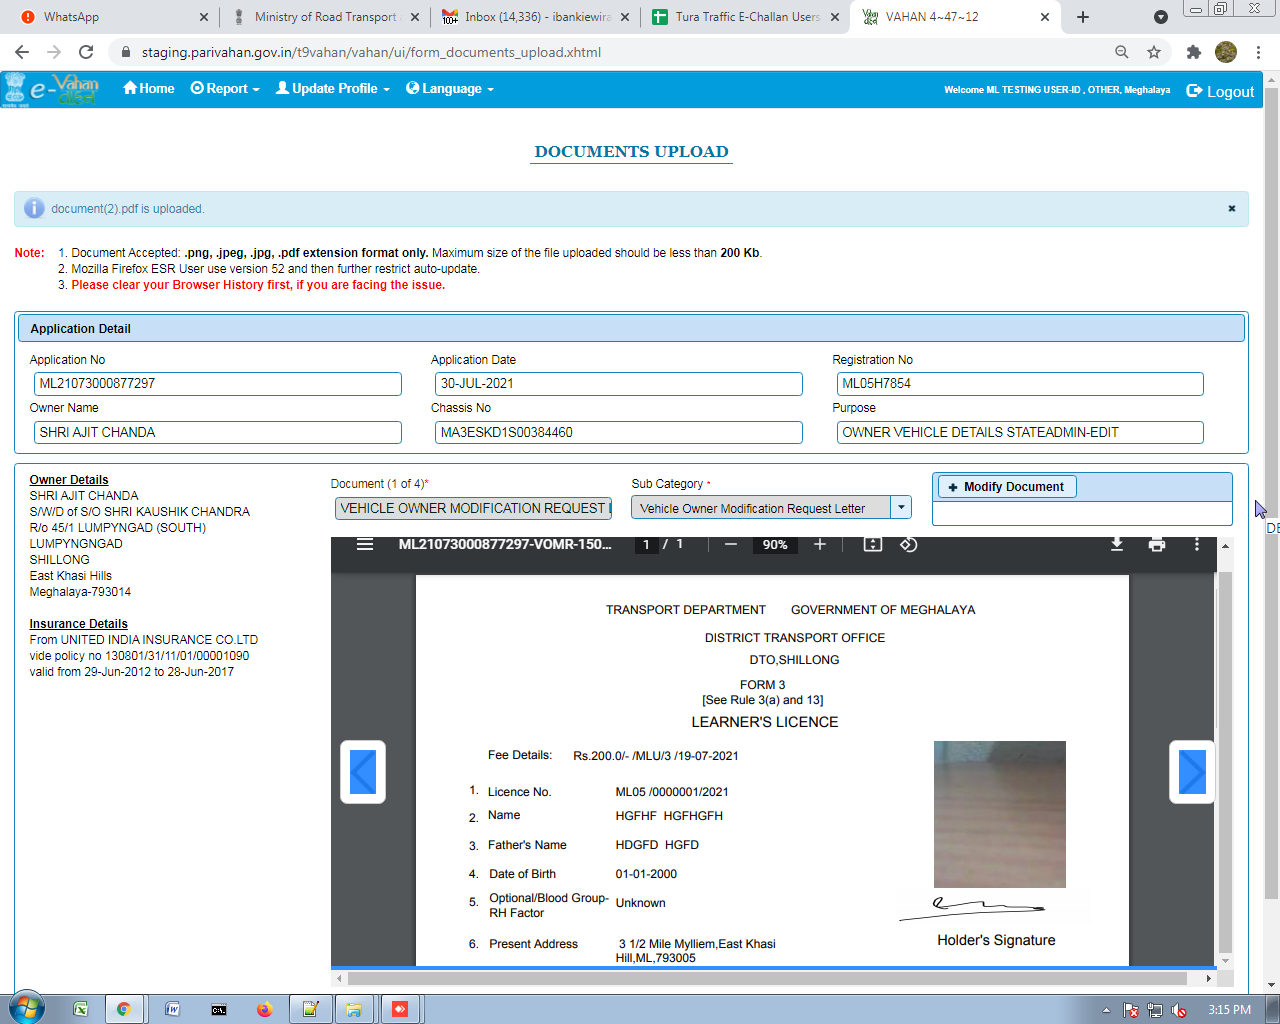 WhatsApp
Ministry of Road Transport
Inbox (14,336) - ibankiewira
Tura Traffic E-Challan Users
VAHAN 4~47~12
staging.parivahan.gov.in/t9vahan/vahan/ui/form_documents_upload.xhtml
e-Vahan
Home Report Update Profile Language
Welcome ML TESTING USER-ID , OTHER, Meghalaya
Logout
DOCUMENTS UPLOAD
document(2).pdf is uploaded.
Note: 1. Document Accepted: .png, .jpeg, .jpg, .pdf extension format only. Maximum size of the file uploaded should be less than 200 Kb.
2. Mozilla Firefox ESR User use version 52 and then further restrict auto-update.
3. Please clear your Browser History first, if you are facing the issue.
Application Detail
Application No Application Date Registration No
ML21073000877297 30-JUL-2021 ML05H7854
Owner Name Chassis No Purpose
SHRI AJIT CHANDA MA3ESKD1S00384460 OWNER VEHICLE DETAILS STATEADMIN-EDIT
Owner Details
SHRI AJIT CHANDA
S/W/D of S/O SHRI KAUSHIK CHANDRA
R/o 45/1 LUMPYNGAD (SOUTH)
LUMPYNGNGAD
SHILLONG
East Khasi Hills
Meghalaya-793014
Insurance Details
From UNITED INDIA INSURANCE CO.LTD
vide policy no 130801/31/11/01/00001090
valid from 29-Jun-2012 to 28-Jun-2017
Document (1 of 4)*
VEHICLE OWNER MODIFICATION REQUEST L
Sub Category *
Vehicle Owner Modification Request Letter
+ Modify Document
DE
ML21073000877297-VOMR-150... 1 / 1 90%
TRANSPORT DEPARTMENT GOVERNMENT OF MEGHALAYA
DISTRICT TRANSPORT OFFICE
DTO,SHILLONG
FORM 3
[See Rule 3(a) and 13]
LEARNER'S LICENCE
Fee Details: Rs.200.0/- /MLU/3 /19-07-2021
1. Licence No. ML05 /0000001/2021
2. Name HGFHF HGFHGFH
3. Father's Name HDGFD HGFD
4. Date of Birth 01-01-2000
5. Optional/Blood Group- RH Factor Unknown
6. Present Address 3 1/2 Mile Mylliem,East Khasi
Hill,ML,793005
Holder's Signature
3:15 PM